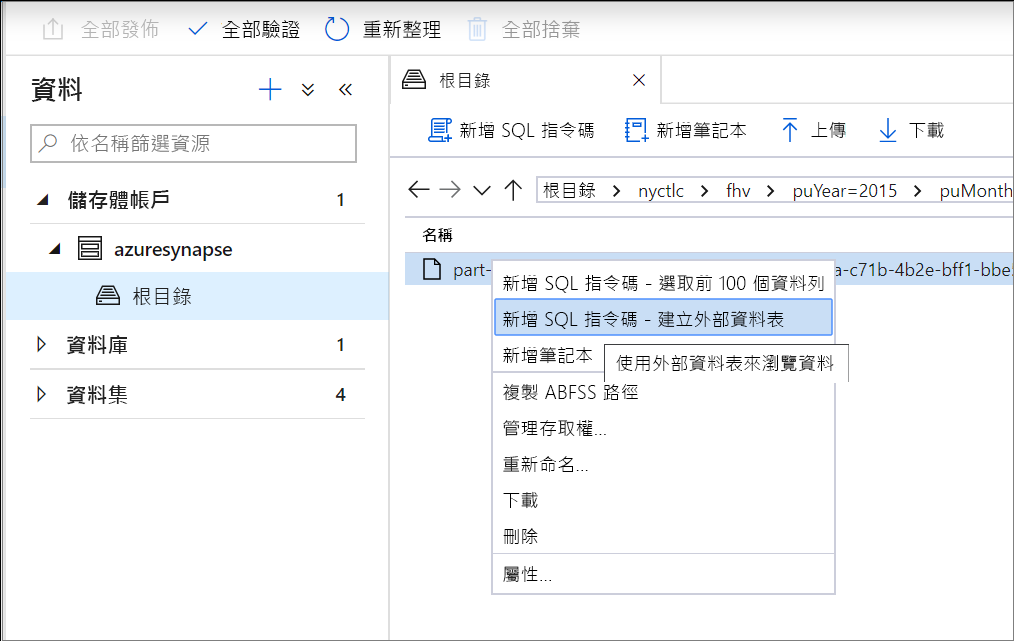 全部發佈 全部驗證 重新整理 全部捨棄
資料
依名稱篩選資源
儲存體帳戶 1
azuresynapse
根目錄
資料庫 1
資料集 4
根目錄
新增 SQL 指令碼 新增筆記本 上傳 下載
根目錄 nyctlc fhv puYear=2015 puMonth
名稱
part- a-c71b-4b2e-bff1-bbe
新增 SQL 指令碼 - 選取前 100 個資料列
新增 SQL 指令碼 - 建立外部資料表
新增筆記本
使用外部資料表來瀏覽資料
複製 ABFSS 路徑
管理存取權...
重新命名...
下載
刪除
屬性...